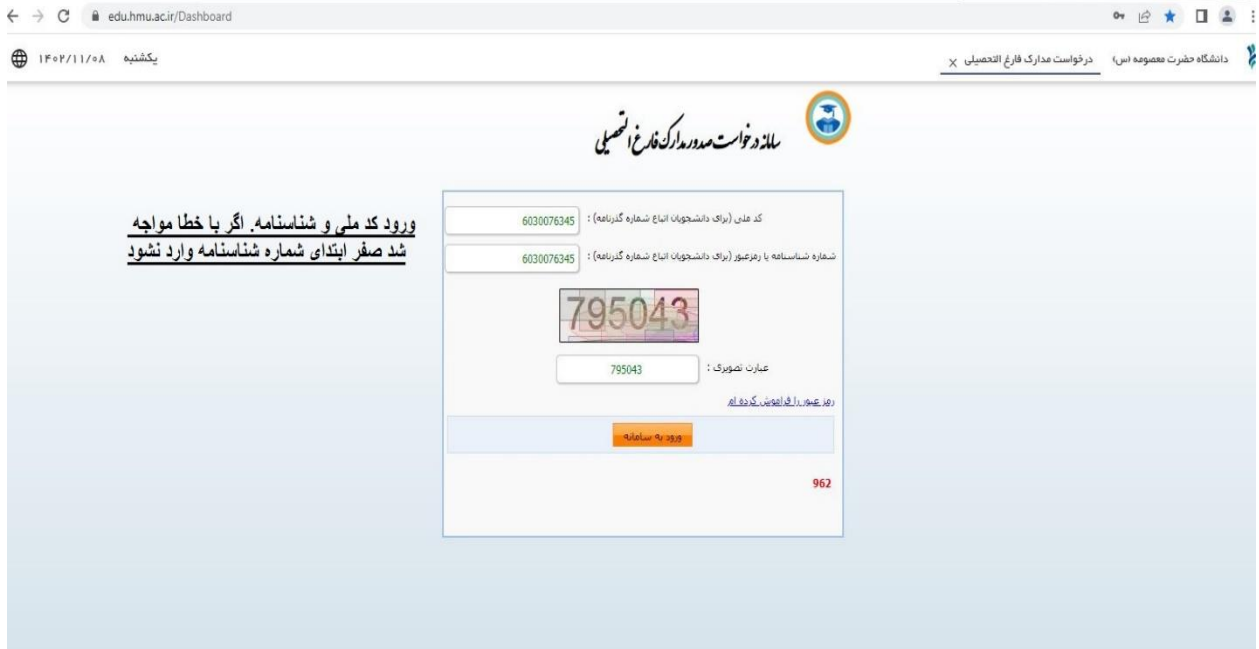 edu.hmu.ac.ir/Dashboard
دانشگاه حضرت معصومه (س) درخواست مدارک فارغ التحصیلی ×
یکشنبه ۱۴۰۲/۱۱/۰۸
سامانه درخواست صدور مدارک فارغ التحصیلی
کد ملی (برای دانشجویان اتباع شماره گذرنامه) : 6030076345
شماره شناسنامه یا رمزعبور (برای دانشجویان اتباع شماره گذرنامه) : 6030076345
795043
عبارت تصویری : 795043
رمز عبور را فراموش کرده ام
ورود به سامانه
962
ورود کد ملی و شناسنامه. اگر با خطا مواجه
شد صفر ابتدای شماره شناسنامه وارد نشود